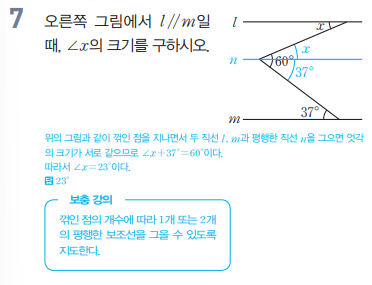 7 오른쪽 그림에서 l//m일
때, ∠x의 크기를 구하시오.
l
x
x
n
60°
37°
37°
m
위의 그림과 같이 꺾인 점을 지나면서 두 직선 l, m과 평행한 직선 n을 그으면 엇각
의 크기가 서로 같으므로 ∠x+37°=60°이다.
따라서 ∠x=23°이다.
답 23°
보충 강의
꺾인 점의 개수에 따라 1개 또는 2개
의 평행한 보조선을 그을 수 있도록
지도한다.